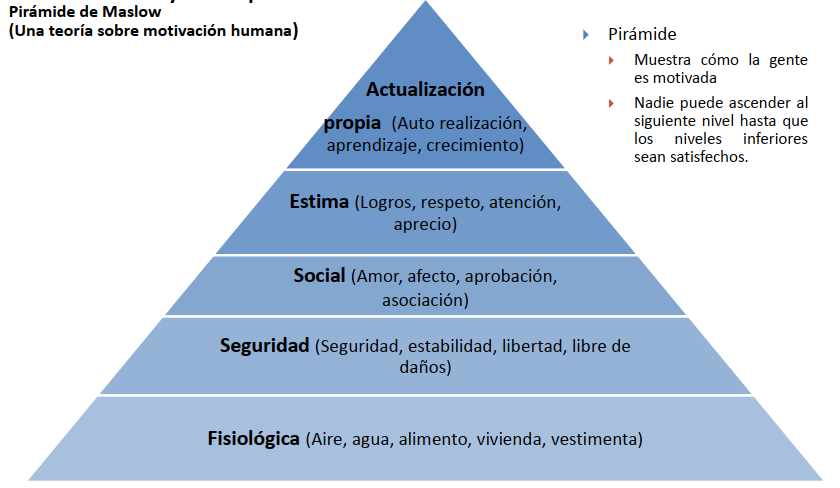 Pirámide de Maslow
(Una teoría sobre motivación humana)
Actualización
propia (Auto realización,
aprendizaje, crecimiento)
Estima (Logros, respeto, atención,
aprecio)
Social (Amor, afecto, aprobación,
asociación)
Seguridad (Seguridad, estabilidad, libertad, libre de
daños)
Fisiológica (Aire, agua, alimento, vivienda, vestimenta)
Pirámide
Muestra cómo la gente
es motivada
Nadie puede ascender al
siguiente nivel hasta que
los niveles inferiores
sean satisfechos.